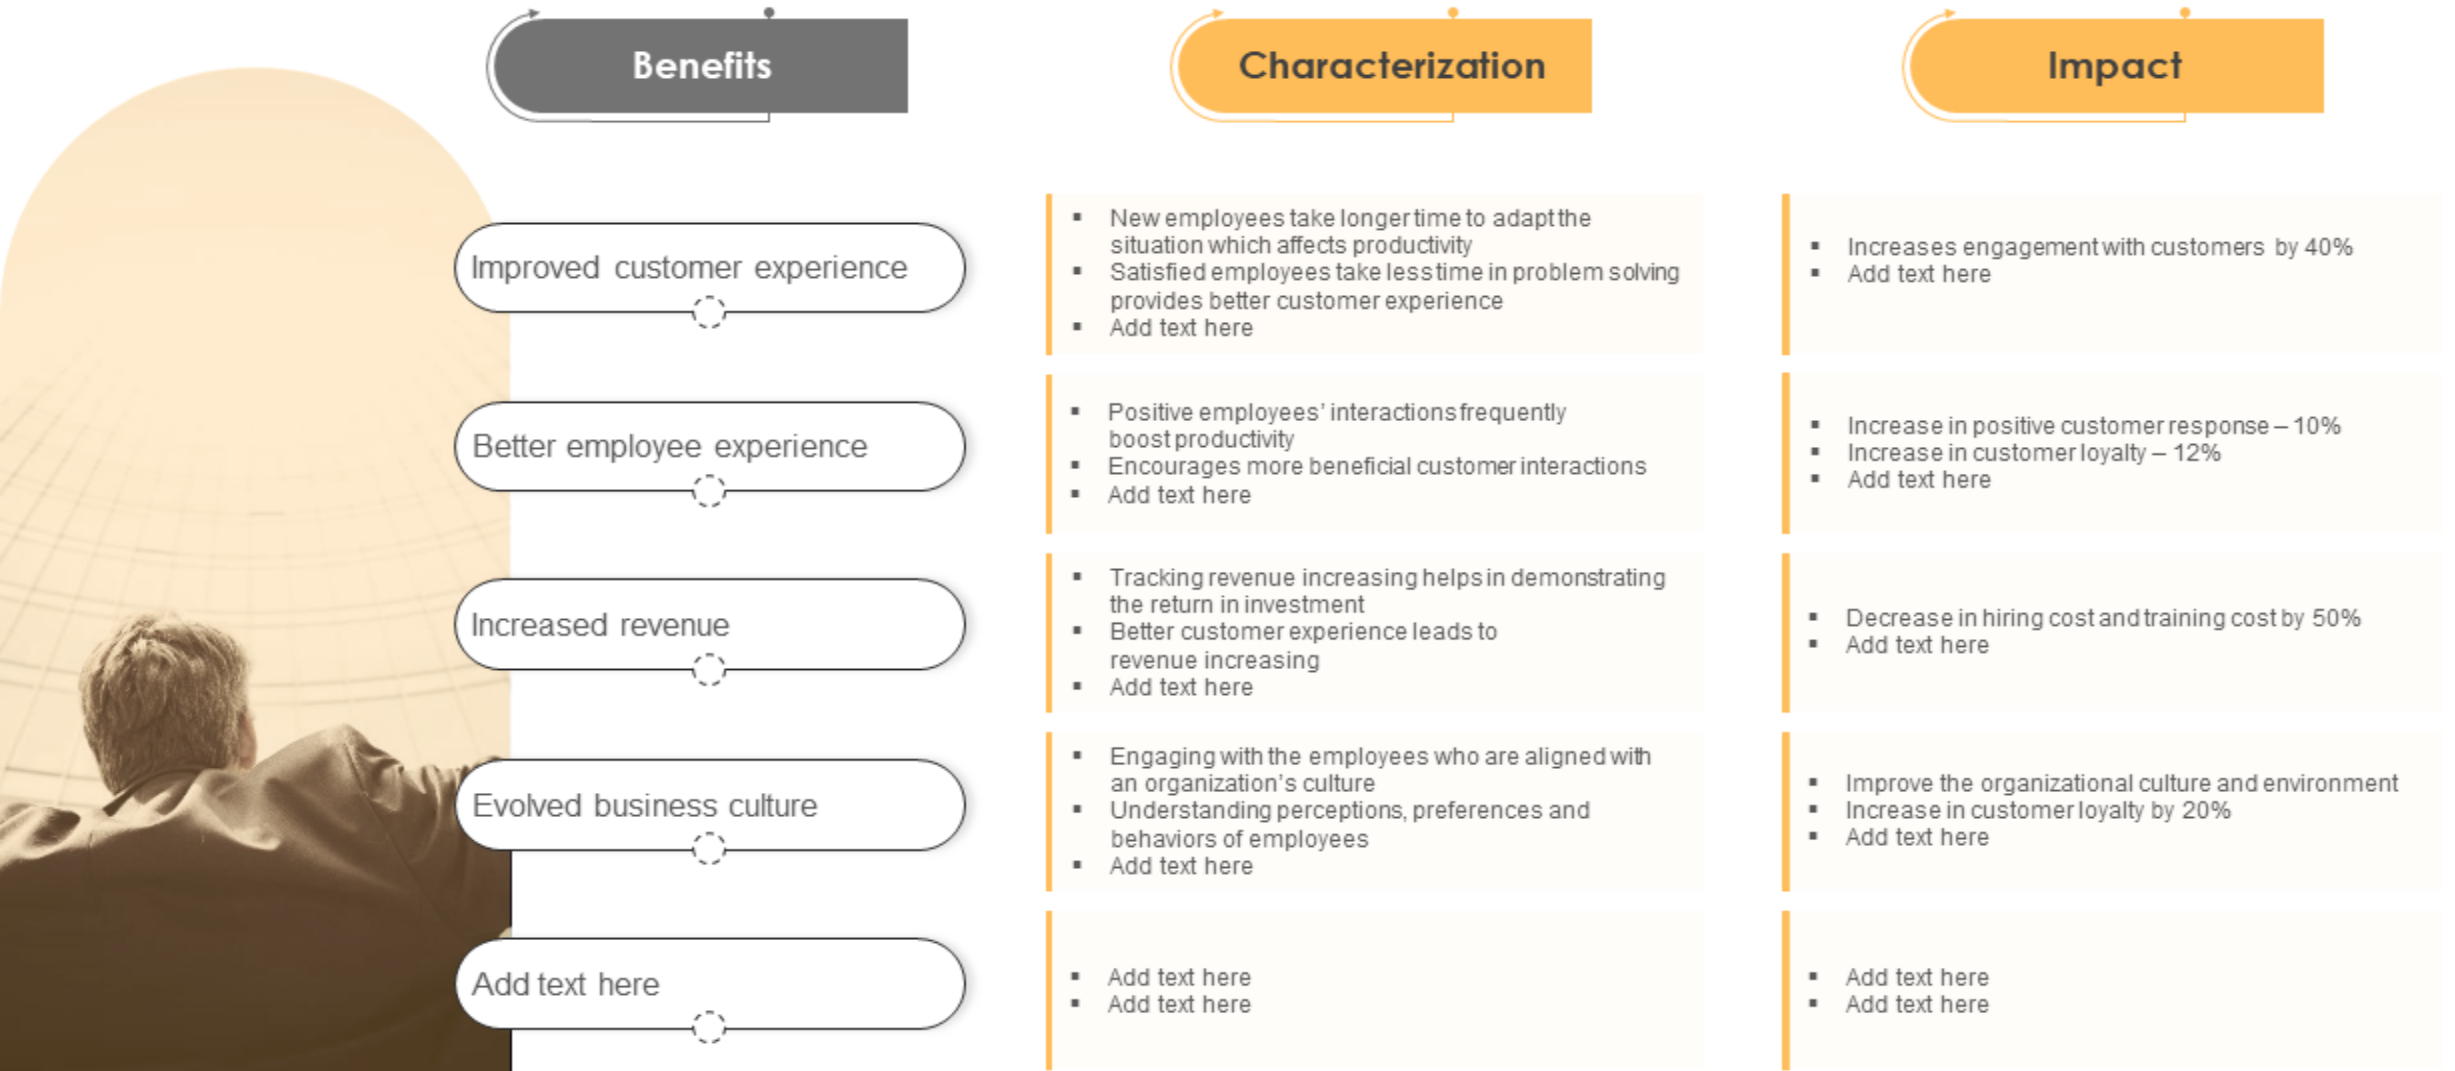 Benefits
Characterization
Impact
Improved customer experience
New employees take longer time to adapt the
situation which affects productivity
Satisfied employees take less time in problem solving
provides better customer experience
Add text here
Increases engagement with customers by 40%
Add text here
Better employee experience
Positive employees’ interactions frequently
boost productivity
Encourages more beneficial customer interactions
Add text here
Increase in positive customer response – 10%
Increase in customer loyalty – 12%
Add text here
Increased revenue
Tracking revenue increasing helps in demonstrating
the return in investment
Better customer experience leads to
revenue increasing
Add text here
Decrease in hiring cost and training cost by 50%
Add text here
Evolved business culture
Engaging with the employees who are aligned with
an organization’s culture
Understanding perceptions, preferences and
behaviors of employees
Add text here
Improve the organizational culture and environment
Increase in customer loyalty by 20%
Add text here
Add text here
Add text here
Add text here
Add text here
Add text here